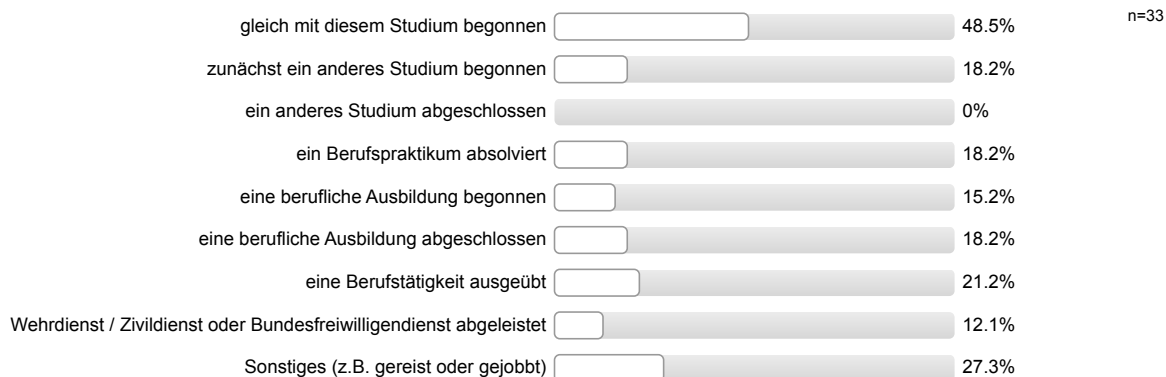 gleich mit diesem Studium begonnen 48.5% n=33
zunächst ein anderes Studium begonnen 18.2%
ein anderes Studium abgeschlossen 0%
ein Berufspraktikum absolviert 18.2%
eine berufliche Ausbildung begonnen 15.2%
eine berufliche Ausbildung abgeschlossen 18.2%
eine Berufstätigkeit ausgeübt 21.2%
Wehrdienst / Zivildienst oder Bundesfreiwilligendienst abgeleistet 12.1%
Sonstiges (z.B. gereist oder gejobbt) 27.3%